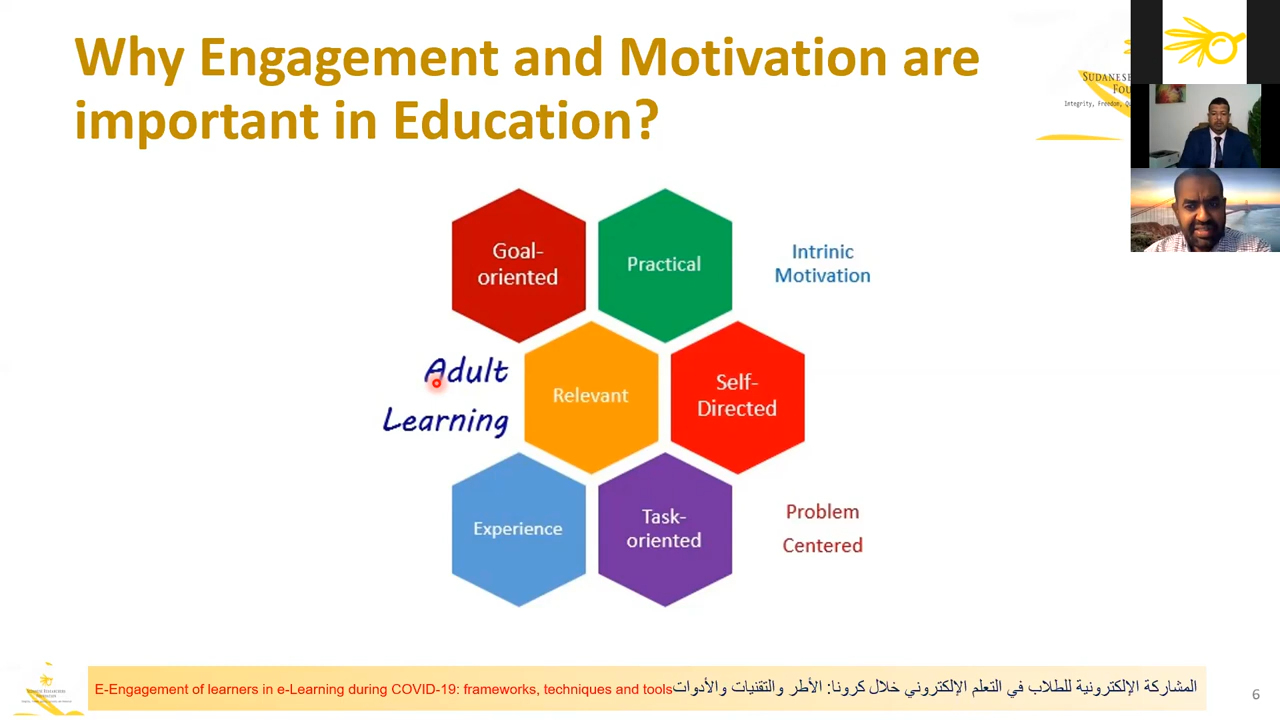 Why Engagement and Motivation are
important in Education?
SUDANESE
FOU
Integrity, Freedom, Qu
Goal-
oriented
Practical
Intrinic
Motivation
Adult
Learning
Relevant
Self-
Directed
Experience
Task-
oriented
Problem
Centered
E-Engagement of learners in e-Learning during COVID-19: frameworks, techniques and tools المشاركة الإلكترونية للطلاب في التعلم الإلكتروني خلال كرونا: الأطر والتقنيات والأدوات
6